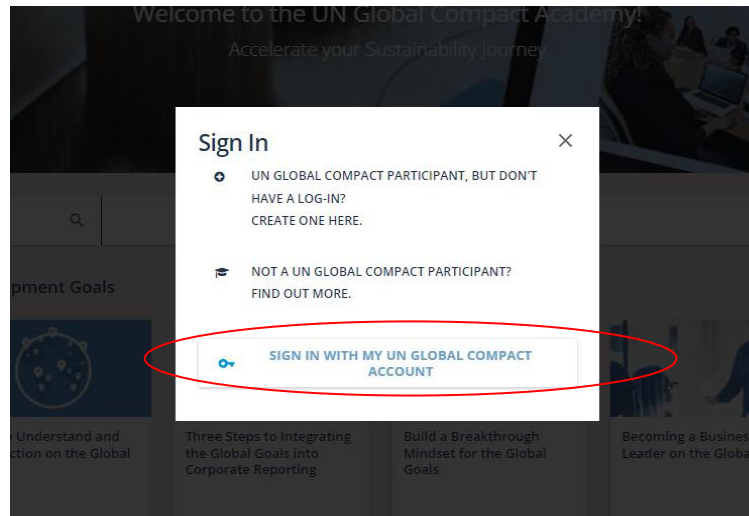 Welcome to the UN Global Compact Academy!
Accelerate your Sustainability Journey
Sign In
UN GLOBAL COMPACT PARTICIPANT, BUT DON'T
HAVE A LOG-IN?
CREATE ONE HERE.
NOT A UN GLOBAL COMPACT PARTICIPANT?
FIND OUT MORE.
SIGN IN WITH MY UN GLOBAL COMPACT
ACCOUNT
pment Goals
Understand and
ction on the Global
Three Steps to Integrating
the Global Goals into
Corporate Reporting
Build a Breakthrough
Mindset for the Global
Goals
Becoming a Busines
Leader on the Globa